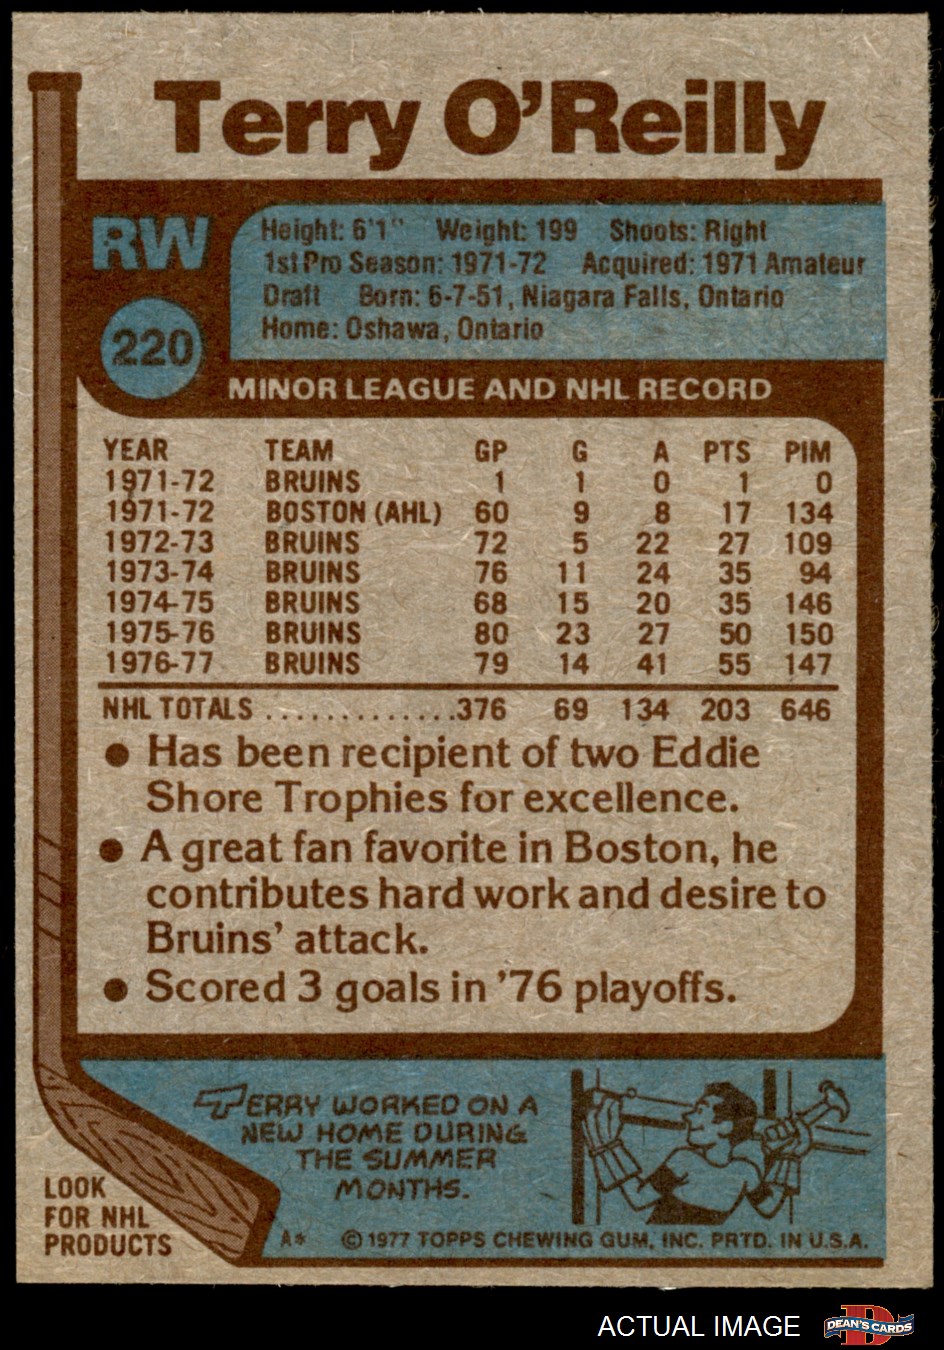 Terry O'Reilly
RW
220
Height: 6'1" Weight: 199 Shoots: Right
1st Pro Season: 1971-72 Acquired: 1971 Amateur
Draft Born: 6-7-51, Niagara Falls, Ontario
Home: Oshawa, Ontario
MINOR LEAGUE AND NHL RECORD
YEAR TEAM GP G A PTS PIM
1971-72 BRUINS 1 1 0 1 0
1971-72 BOSTON (AHL) 60 9 8 17 134
1972-73 BRUINS 72 5 22 27 109
1973-74 BRUINS 76 11 24 35 94
1974-75 BRUINS 68 15 20 35 146
1975-76 BRUINS 80 23 27 50 150
1976-77 BRUINS 79 14 41 55 147
NHL TOTALS ..............376 69 134 203 646
• Has been recipient of two Eddie
Shore Trophies for excellence.
• A great fan favorite in Boston, he
contributes hard work and desire to
Bruins' attack.
• Scored 3 goals in '76 playoffs.
TERRY WORKED ON A
NEW HOME DURING
THE SUMMER
MONTHS.
LOOK
FOR NHL
PRODUCTS
A* © 1977 TOPPS CHEWING GUM, INC. PRTD. IN U.S.A.
ACTUAL IMAGE
D
DEAN'S CARDS